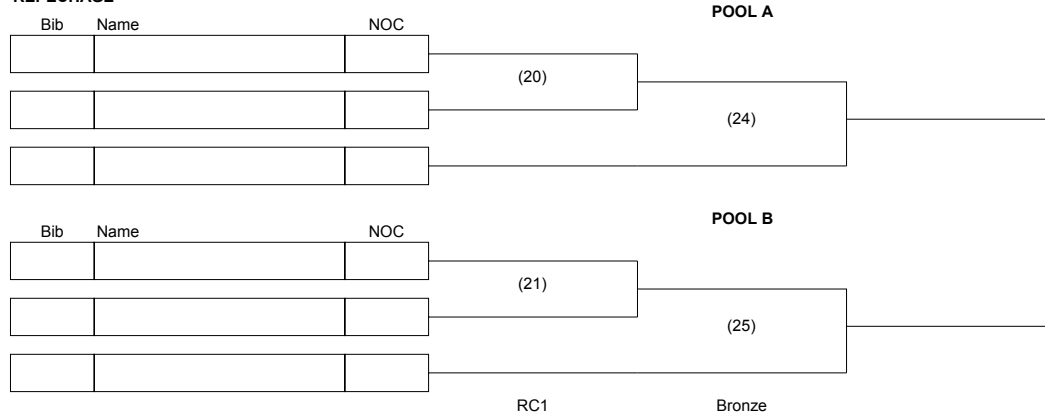 REPECHAGE
POOL A
Bib Name NOC
(20)
(24)
POOL B
Bib Name NOC
(21)
(25)
RC1 Bronze